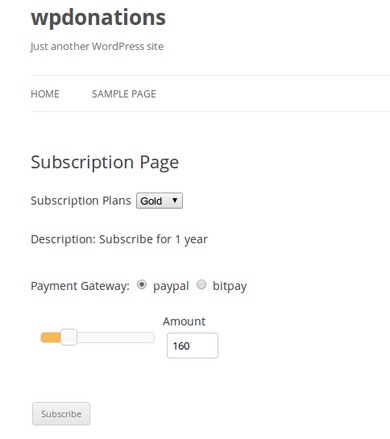 wpdonations
Just another WordPress site
HOME SAMPLE PAGE
Subscription Page
Subscription Plans Gold
Description: Subscribe for 1 year
Payment Gateway: paypal bitpay
Amount
160
Subscribe